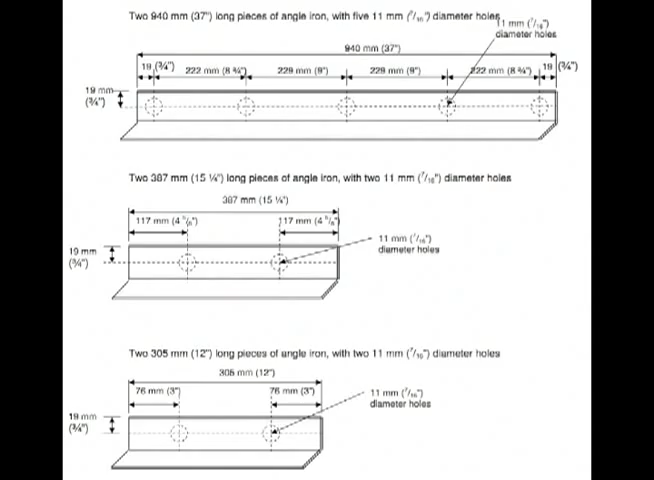 Two 940 mm (37") long pieces of angle iron, with five 11 mm (7/16") diameter holes
11 mm (7/16")
diameter holes
940 mm (37")
19 (¾") 222 mm (8 ¾") 229 mm (9") 229 mm (9") 222 mm (8 ¾") 19 (¾")
19 mm
(¾")
Two 387 mm (15 ¼") long pieces of angle iron, with two 11 mm (7/16") diameter holes
387 mm (15 ¼")
117 mm (4 5/8") 117 mm (4 5/8")
11 mm (7/16")
diameter holes
19 mm
(¾")
Two 305 mm (12") long pieces of angle iron, with two 11 mm (7/16") diameter holes
305 mm (12")
76 mm (3") 76 mm (3")
11 mm (7/16")
diameter holes
19 mm
(¾")